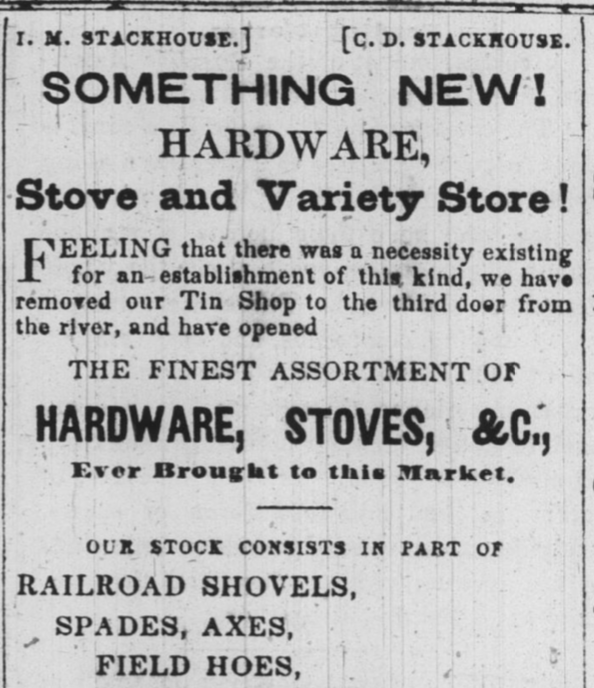 I. M. STACKHOUSE.] [C. D. STACKHOUSE.
SOMETHING NEW!
HARDWARE,
Stove and Variety Store!
FEELING that there was a necessity existing
for an establishment of this kind, we have
removed our Tin Shop to the third door from
the river, and have opened
THE FINEST ASSORTMENT OF
HARDWARE, STOVES, &C.,
Ever Brought to this Market.
OUR STOCK CONSISTS IN PART OF
RAILROAD SHOVELS,
SPADES, AXES,
FIELD HOES,